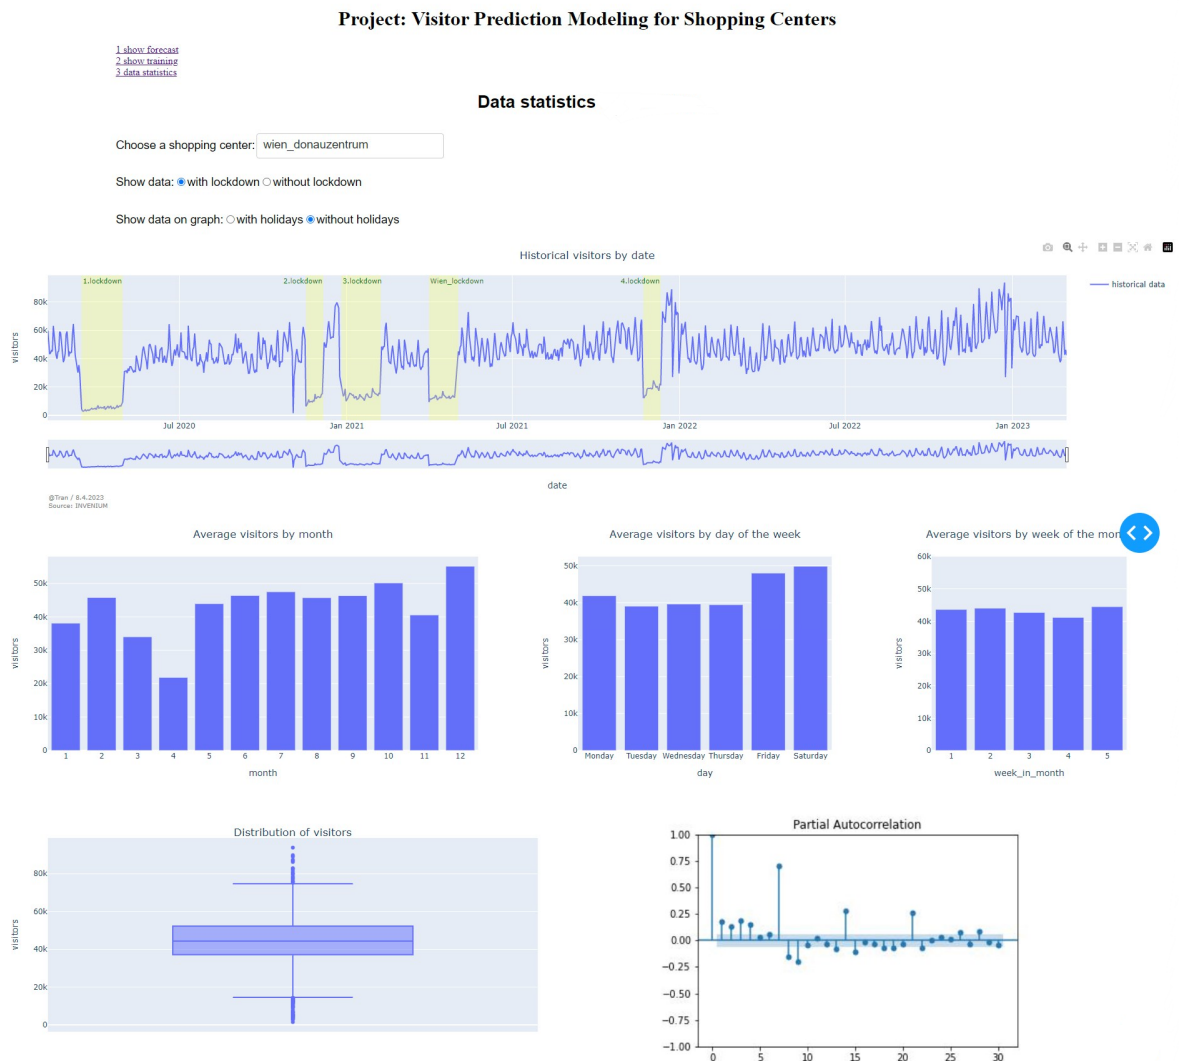 Project: Visitor Prediction Modeling for Shopping Centers
1 show forecast
2 show training
3 data statistics
Data statistics
Choose a shopping center: wien_donauzentrum
Show data: with lockdown without lockdown
Show data on graph: with holidays without holidays
Historical visitors by date
1.lockdown 2.lockdown 3.lockdown Wien_lockdown 4.lockdown
historical data
visitors
80k
60k
40k
20k
0
Jul 2020 Jan 2021 Jul 2021 Jan 2022 Jul 2022 Jan 2023
date
@Tran / 8.4.2023
Source: INVENIUM
Average visitors by month
visitors
50k
40k
30k
20k
10k
0
1 2 3 4 5 6 7 8 9 10 11 12
month
Average visitors by day of the week
visitors
50k
40k
30k
20k
10k
0
Monday Tuesday Wednesday Thursday Friday Saturday
day
Average visitors by week of the mon
visitors
60k
50k
40k
30k
20k
10k
0
1 2 3 4 5
week_in_month
Distribution of visitors
visitors
80k
60k
40k
20k
0
Partial Autocorrelation
1.00
0.75
0.50
0.25
0.00
−0.25
−0.50
−0.75
−1.00
0 5 10 15 20 25 30